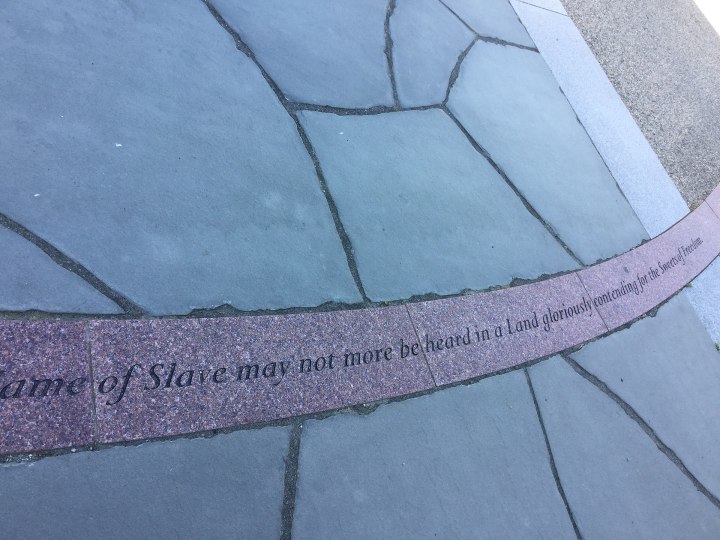 ame of Slave may not more be heard in a Land gloriously contending for the Sweets of Freedom.